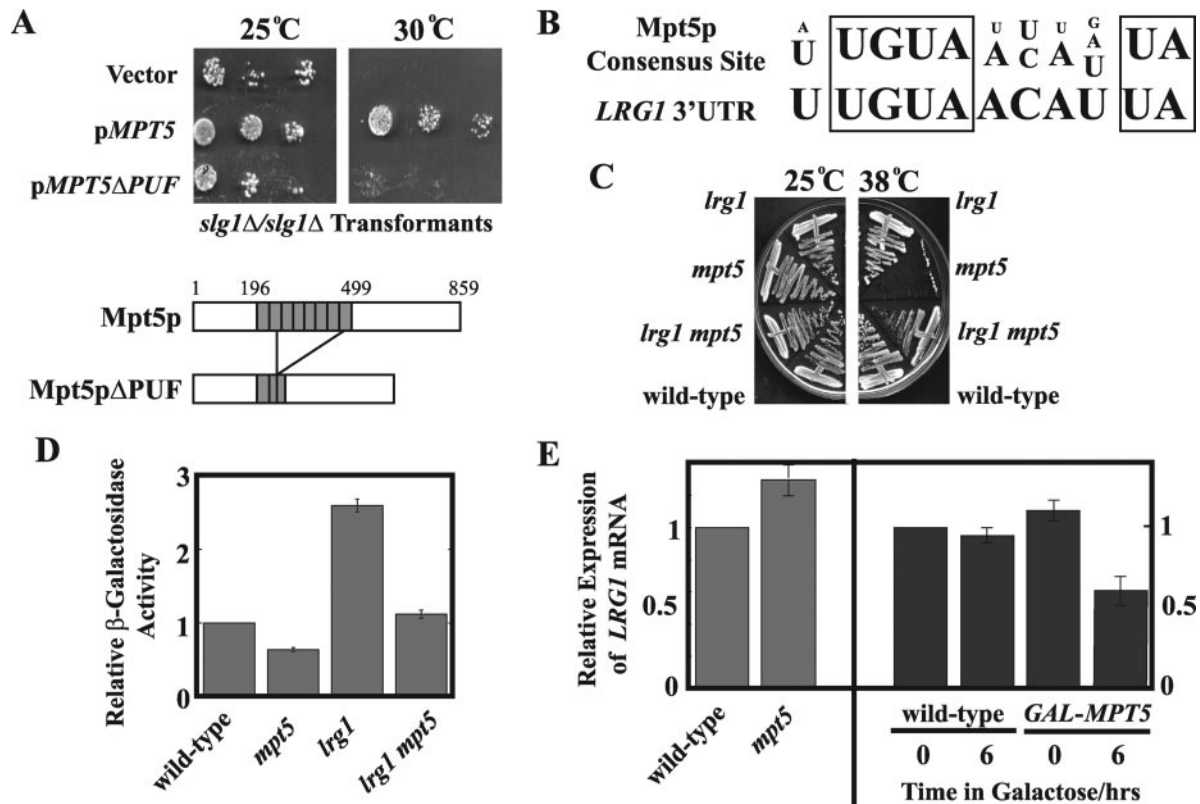 A
25°C 30°C
Vector
pMPT5
pMPT5ΔPUF
slg1Δ/slg1Δ Transformants
1 196 499 859
Mpt5p
Mpt5pΔPUF
B
Mpt5p
Consensus Site
A U UGUA U A U C U A G A U UA
LRG1 3'UTR
U UGUA ACAU UA
C
25°C 38°C
lrg1 lrg1
mpt5 mpt5
lrg1 mpt5 lrg1 mpt5
wild-type wild-type
D
Relative β-Galactosidase
Activity
3
2
1
0
wild-type
mpt5
lrg1
lrg1 mpt5
E
Relative Expression
of LRG1 mRNA
1
0.5
0
1
0.5
0
wild-type
mpt5
wild-type GAL-MPT5
0 6 0 6
Time in Galactose/hrs